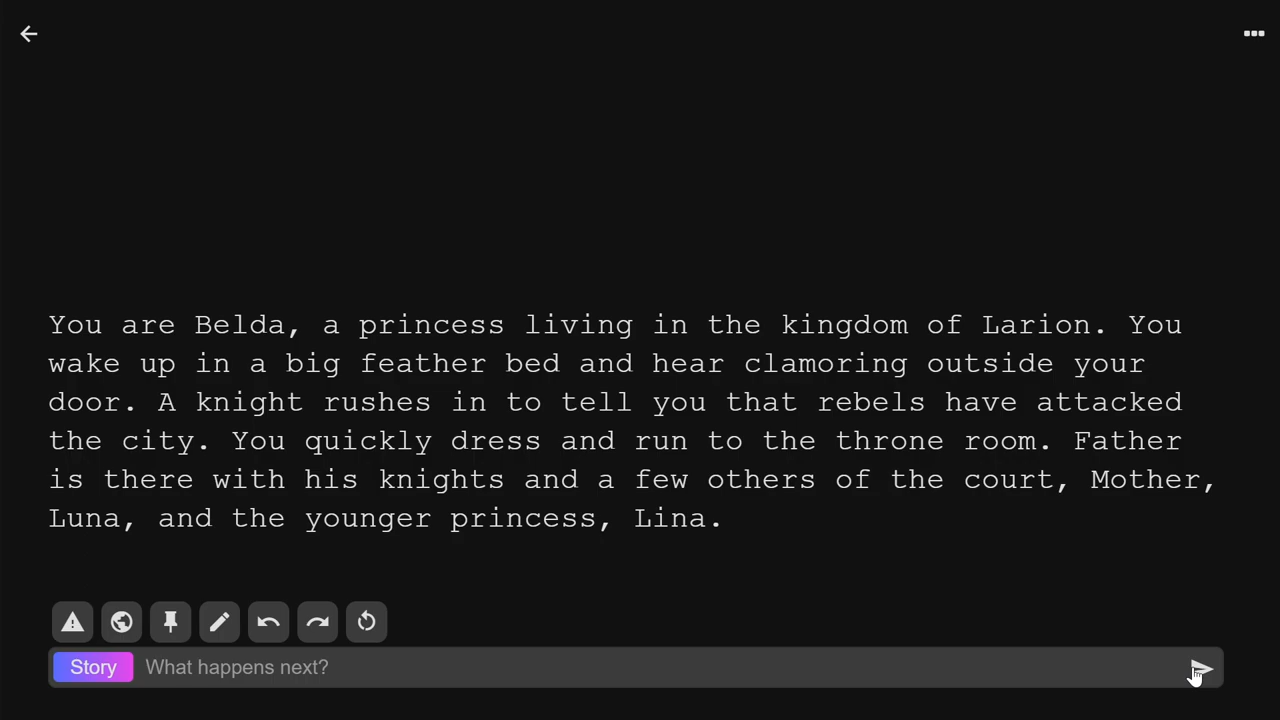 You are Belda, a princess living in the kingdom of Larion. You
wake up in a big feather bed and hear clamoring outside your
door. A knight rushes in to tell you that rebels have attacked
the city. You quickly dress and run to the throne room. Father
is there with his knights and a few others of the court, Mother,
Luna, and the younger princess, Lina.
Story What happens next?